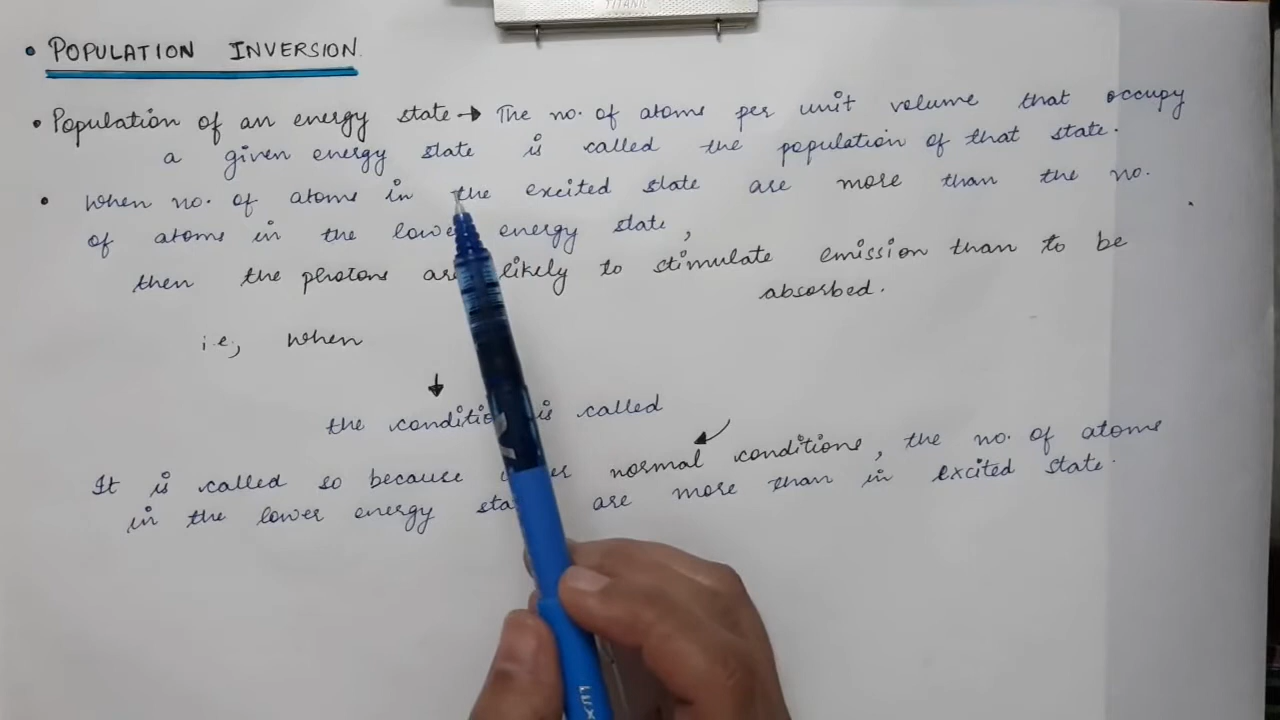 TITANIC
• POPULATION INVERSION.
• Population of an energy state → The no. of atoms per unit volume that occupy
a given energy state is called the population of that state.
• When no. of atoms in the excited state are more than the no.
of atoms in the lower energy state,
then the photons are likely to stimulate emission than to be
absorbed.
i.e, when
↓
the condition is called
It is called so because normal conditions, the no. of atoms
in the lower energy are more than in excited state.
LUX